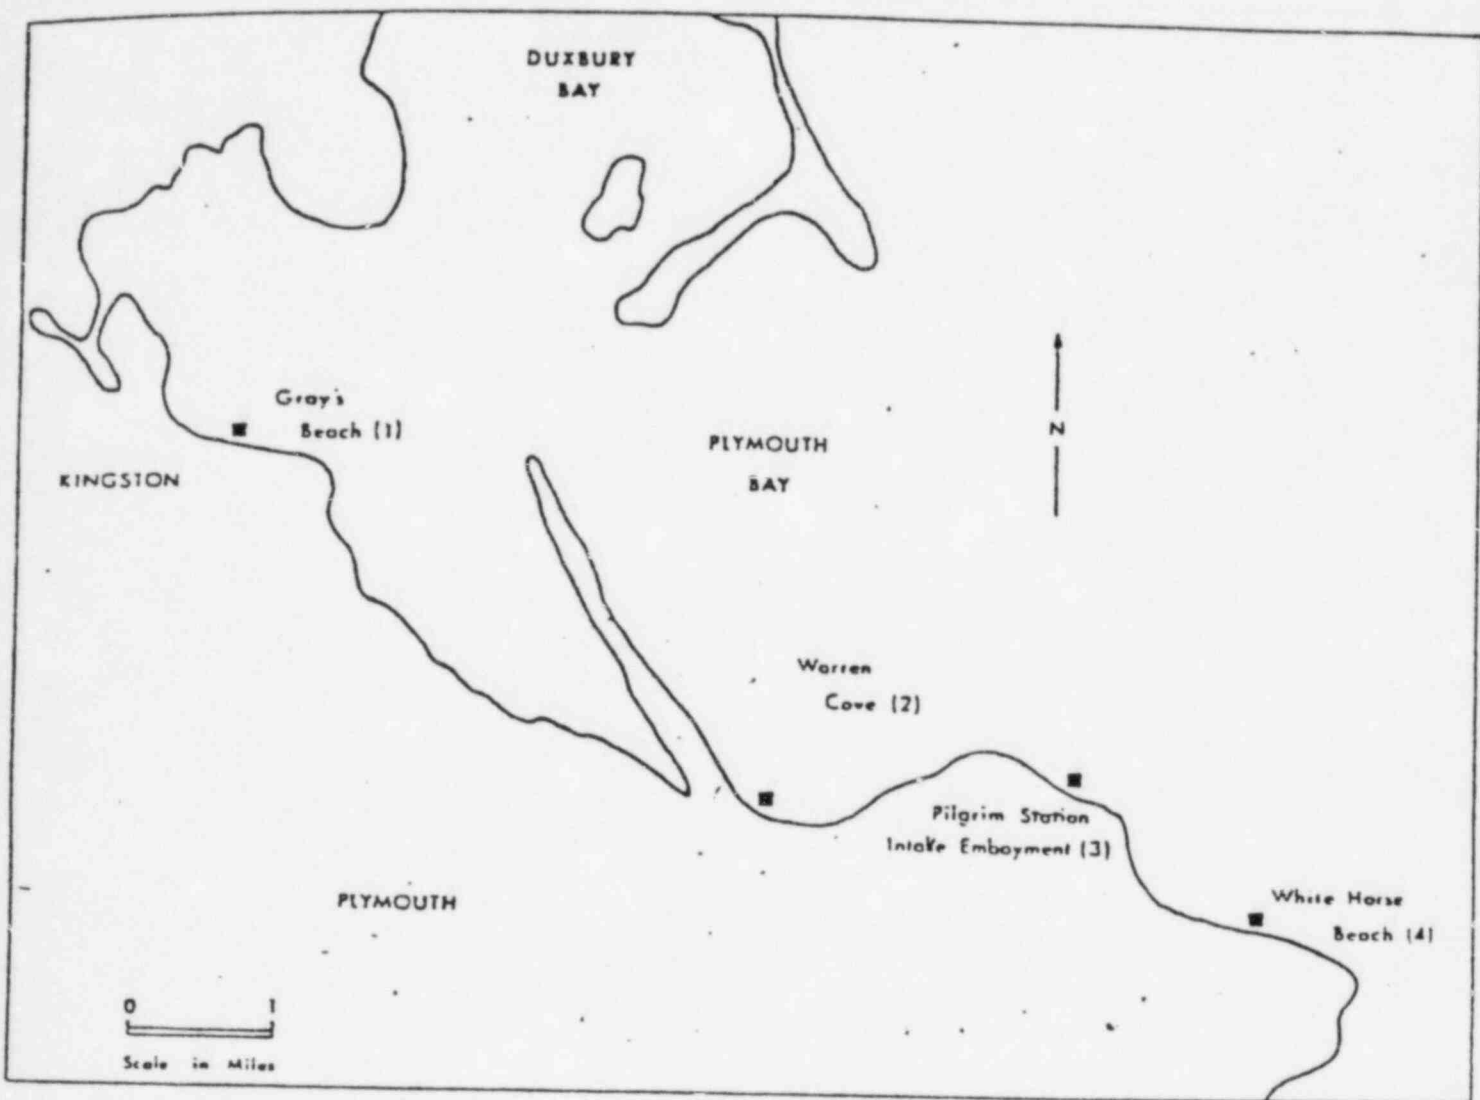 DUXBURY
BAY
Gray's
Beach (1)
KINGSTON
PLYMOUTH
BAY
N
Warren
Cove (2)
Pilgrim Station
Intake Embayment (3)
White Horse
Beach (4)
PLYMOUTH
0 1
Scale in Miles